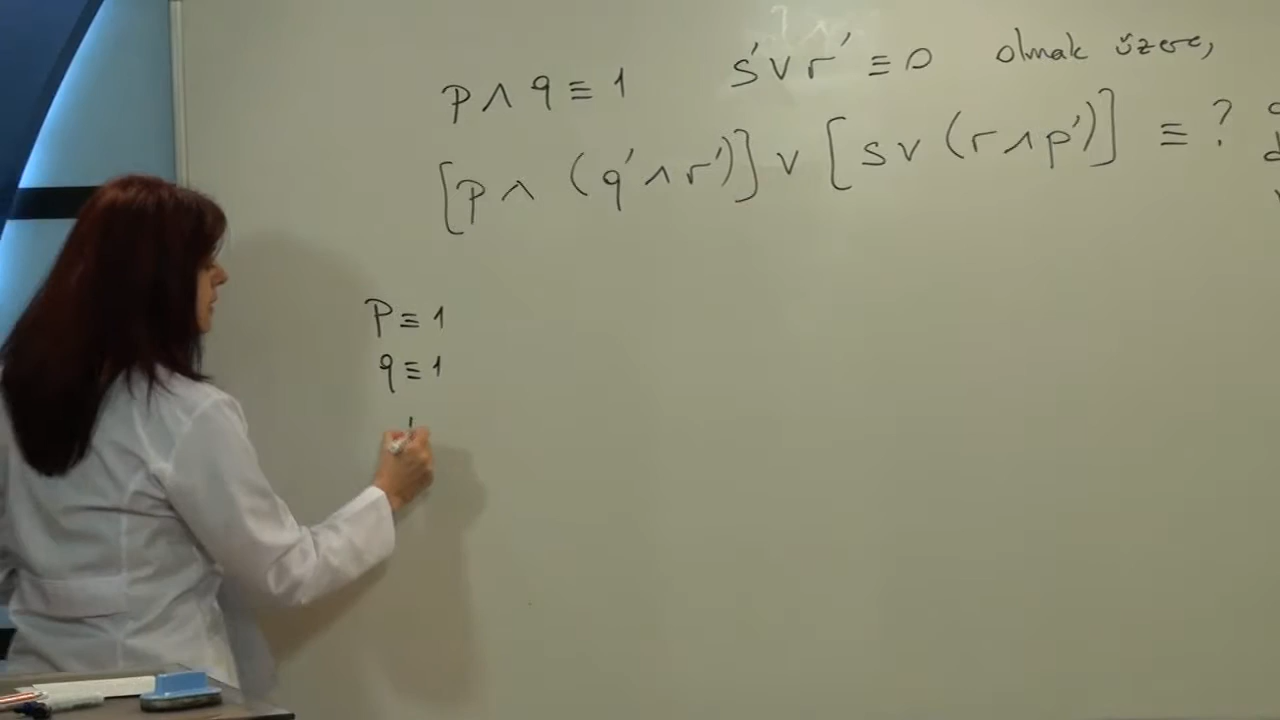 p ∧ q ≡ 1 s' ∨ r' ≡ 0 olmak üzere,
[p ∧ (q' ∧ r')] ∨ [s ∨ (r ∧ p')] ≡ ?
p ≡ 1
q ≡ 1